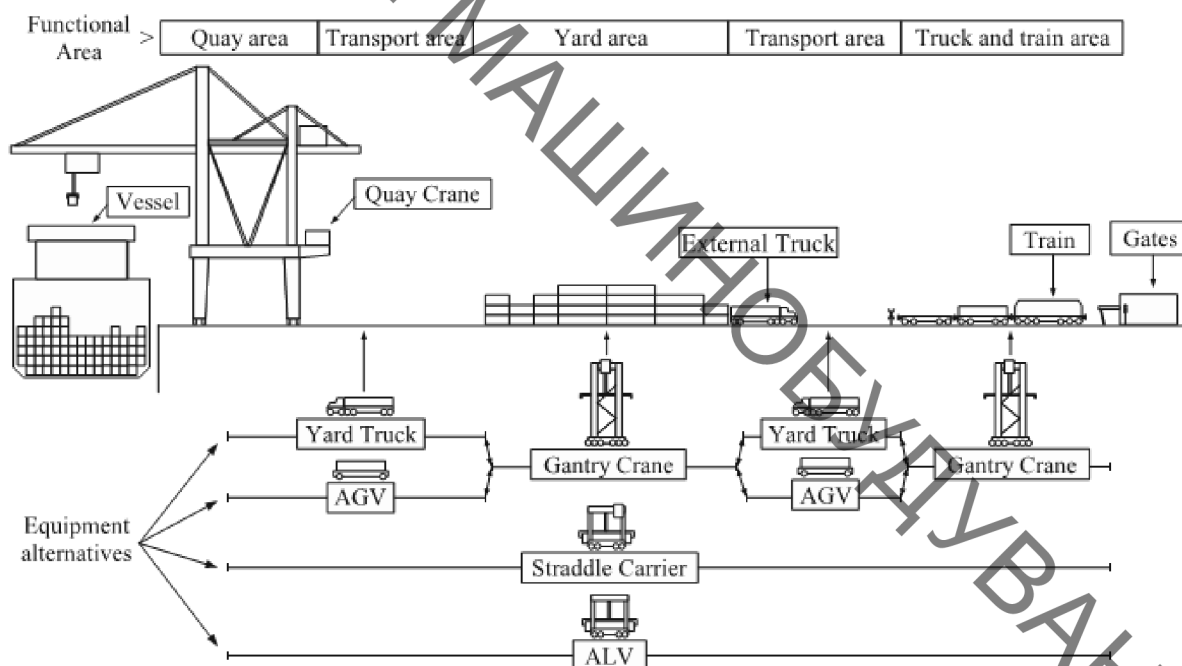 Functional
Area
>
Quay area
Transport area
Yard area
Transport area
Truck and train area
Vessel
Quay Crane
External Truck
Train
Gates
Yard Truck
AGV
Gantry Crane
Yard Truck
AGV
Gantry Crane
Equipment
alternatives
Straddle Carrier
ALV